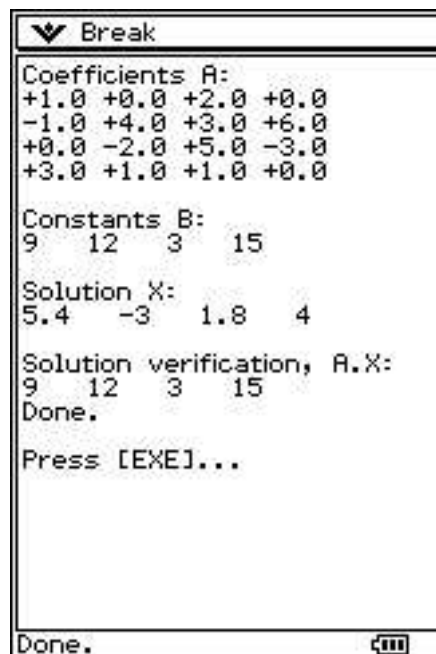 Break
Coefficients A:
+1.0 +0.0 +2.0 +0.0
-1.0 +4.0 +3.0 +6.0
+0.0 -2.0 +5.0 -3.0
+3.0 +1.0 +1.0 +0.0
Constants B:
9 12 3 15
Solution X:
5.4 -3 1.8 4
Solution verification, A.X:
9 12 3 15
Done.
Press [EXE]...
Done.